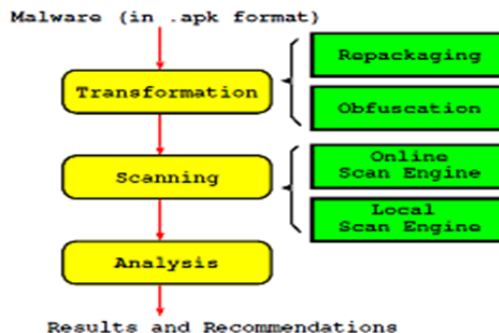 Malware (in .apk format)
Transformation
Repackaging
Obfuscation
Scanning
Online
Scan Engine
Local
Scan Engine
Analysis
Results and Recommendations